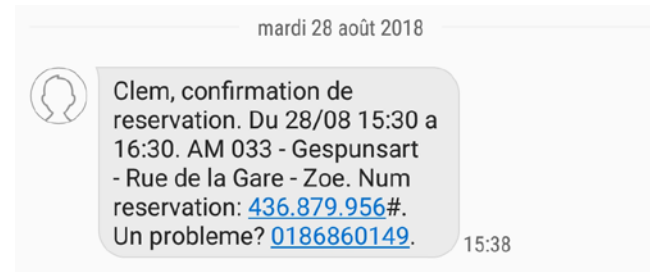 mardi 28 août 2018
Clem, confirmation de
reservation. Du 28/08 15:30 a
16:30. AM 033 - Gespunsart
- Rue de la Gare - Zoe. Num
reservation: 436.879.956#.
Un probleme? 0186860149.
15:38